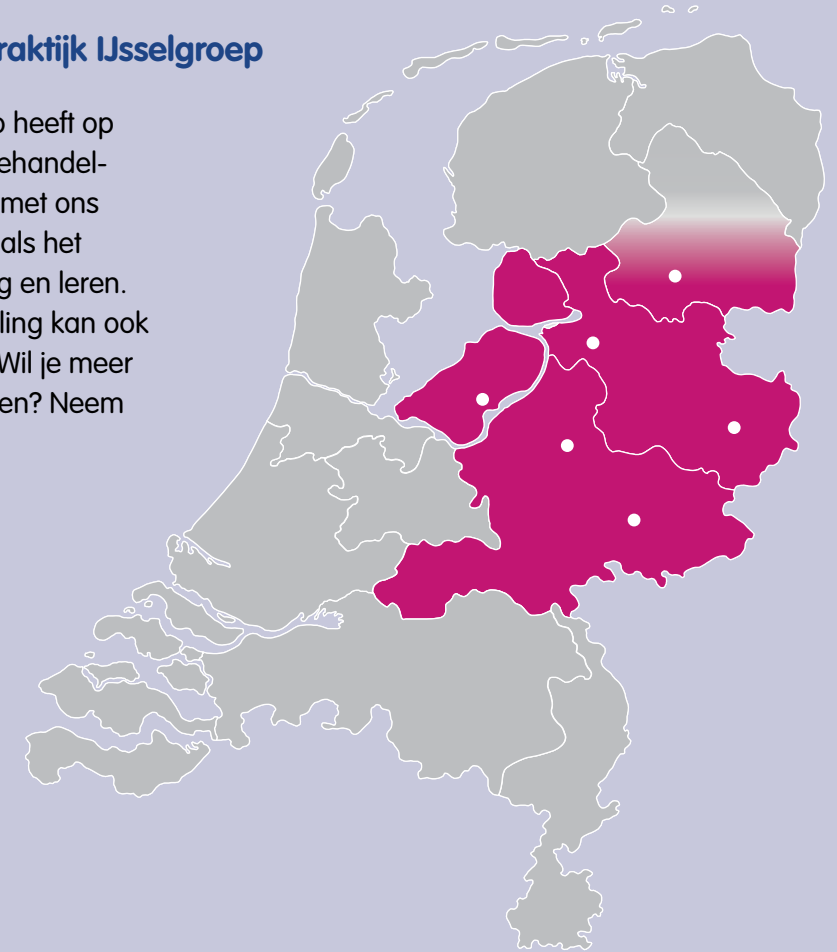 raktijk IJsselgroep
heeft op
ehandel-
met ons
als het
g en leren.
ling kan ook
Wil je meer
en? Neem